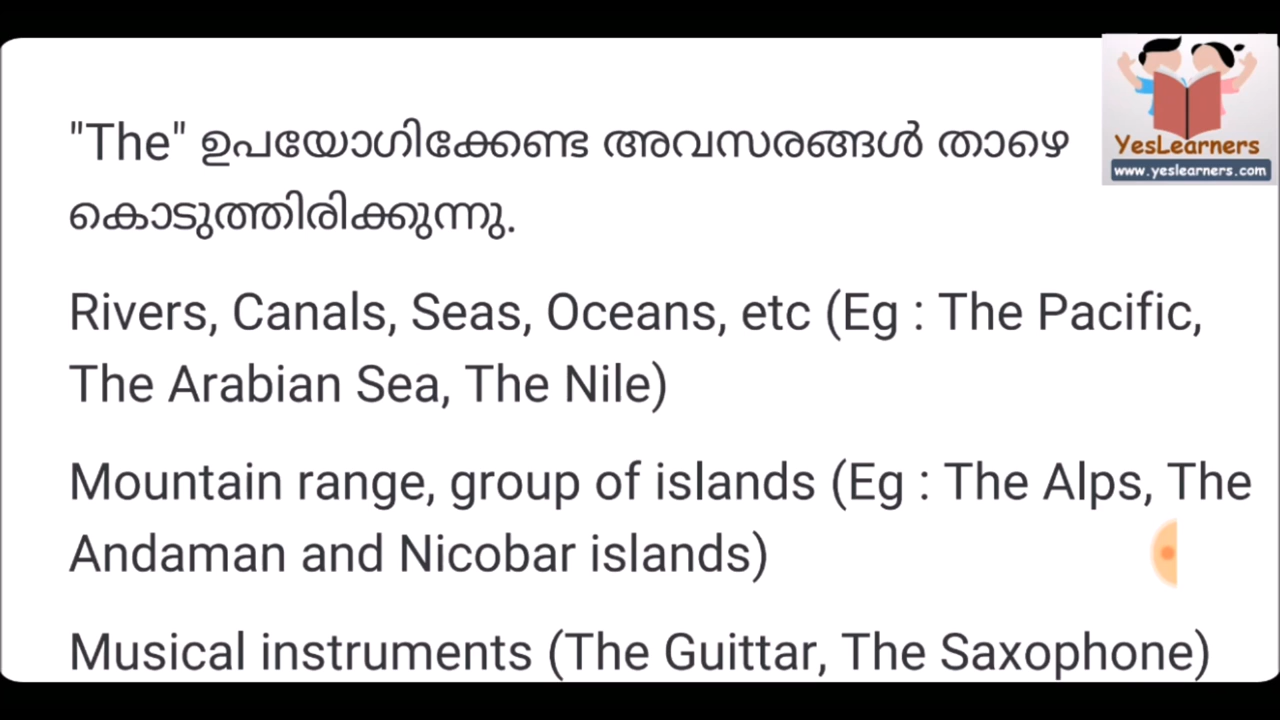 "The" ഉപയോഗിക്കേണ്ട അവസരങ്ങൾ താഴെ
കൊടുത്തിരിക്കുന്നു.
Rivers, Canals, Seas, Oceans, etc (Eg : The Pacific,
The Arabian Sea, The Nile)
Mountain range, group of islands (Eg : The Alps, The
Andaman and Nicobar islands)
Musical instruments (The Guittar, The Saxophone)
YesLearners
www.yeslearners.com